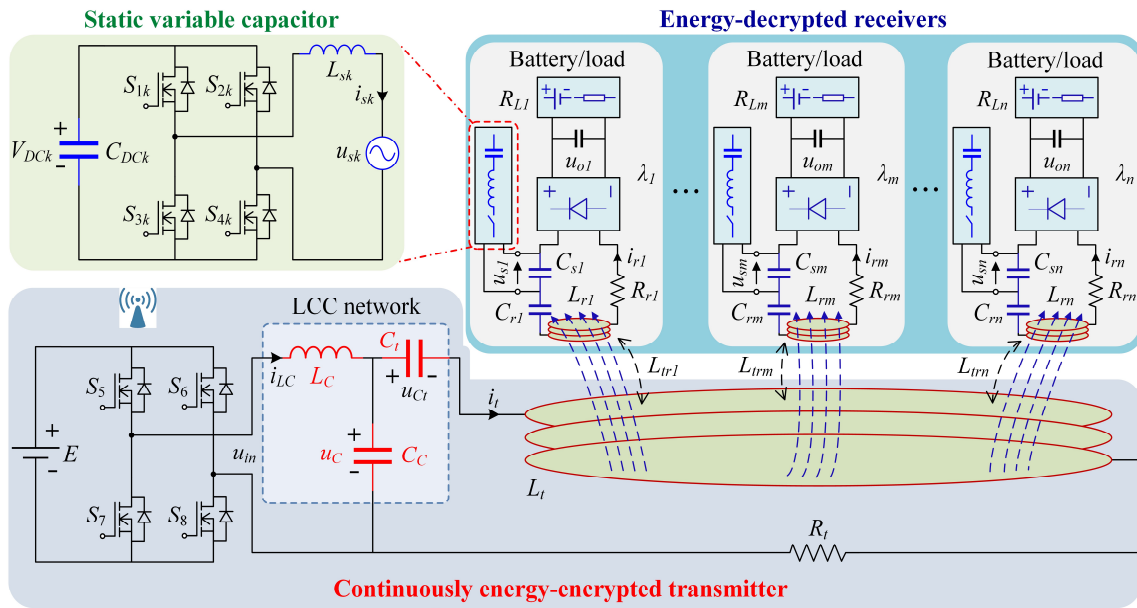 Static variable capacitor
Energy-decrypted receivers
S1k
S2k
Lsk
isk
+
VDCk
CDCk
-
usk
S3k
S4k
Battery/load
RL1
uo1
λ1
+
-
us1
Cs1
ir1
Cr1
Lr1
Rr1
...
Battery/load
RLm
uom
λm
+
-
usm
Csm
irm
Crm
Lrm
Rrm
...
Battery/load
RLn
uon
λn
+
-
usn
Csn
irn
Crn
Lrn
Rrn
Ltr1
Ltrm
Ltrn
LCC network
Ct
iLC
LC
+
-
uCt
it
S5
S6
+
E
-
uin
+
uC
-
CC
Lt
S7
S8
Rt
Continuously energy-encrypted transmitter